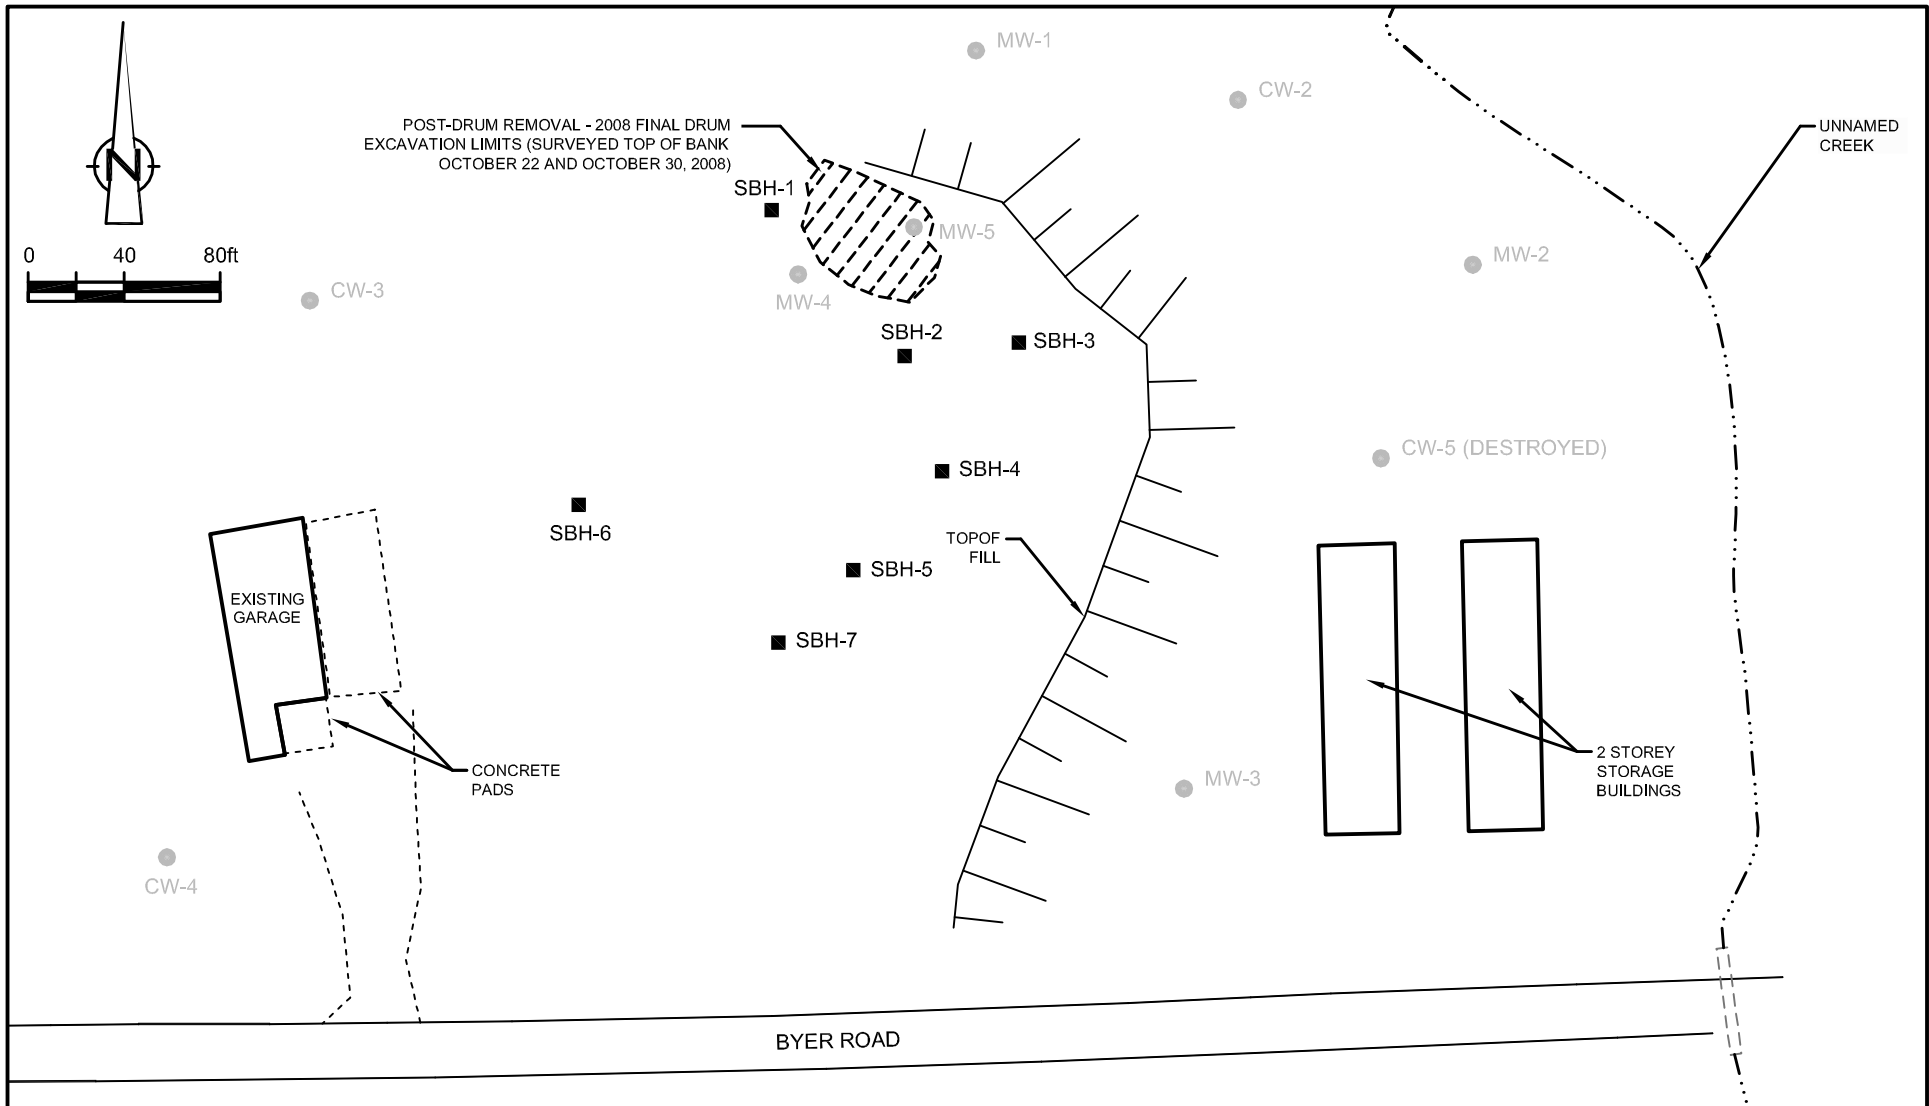 MW-1
CW-2
POST-DRUM REMOVAL - 2008 FINAL DRUM
EXCAVATION LIMITS (SURVEYED TOP OF BANK
OCTOBER 22 AND OCTOBER 30, 2008)
UNNAMED
CREEK
N
SBH-1
MW-5
MW-2
0 40 80ft
CW-3
MW-4
SBH-2
SBH-3
CW-5 (DESTROYED)
SBH-4
SBH-6
TOPOF
FILL
SBH-5
EXISTING
GARAGE
SBH-7
2 STOREY
STORAGE
BUILDINGS
CONCRETE
PADS
MW-3
CW-4
BYER ROAD